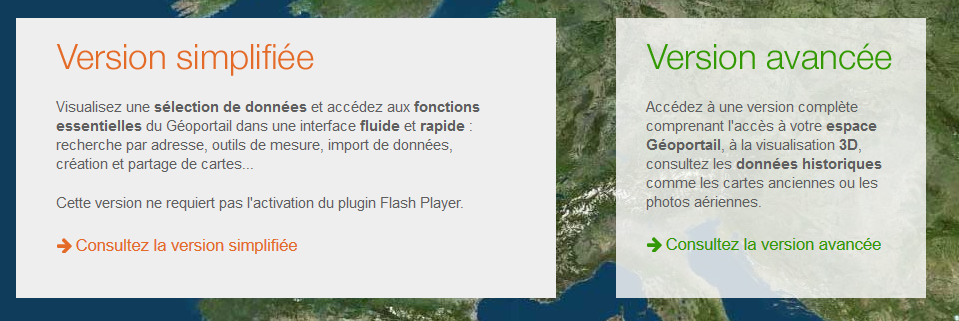 Version simplifiée
Visualisez une sélection de données et accédez aux fonctions
essentielles du Géoportail dans une interface fluide et rapide :
recherche par adresse, outils de mesure, import de données,
création et partage de cartes...
Cette version ne requiert pas l'activation du plugin Flash Player.
Consultez la version simplifiée
Version avancée
Accédez à une version complète
comprenant l'accès à votre espace
Géoportail, à la visualisation 3D,
consultez les données historiques
comme les cartes anciennes ou les
photos aériennes.
Consultez la version avancée